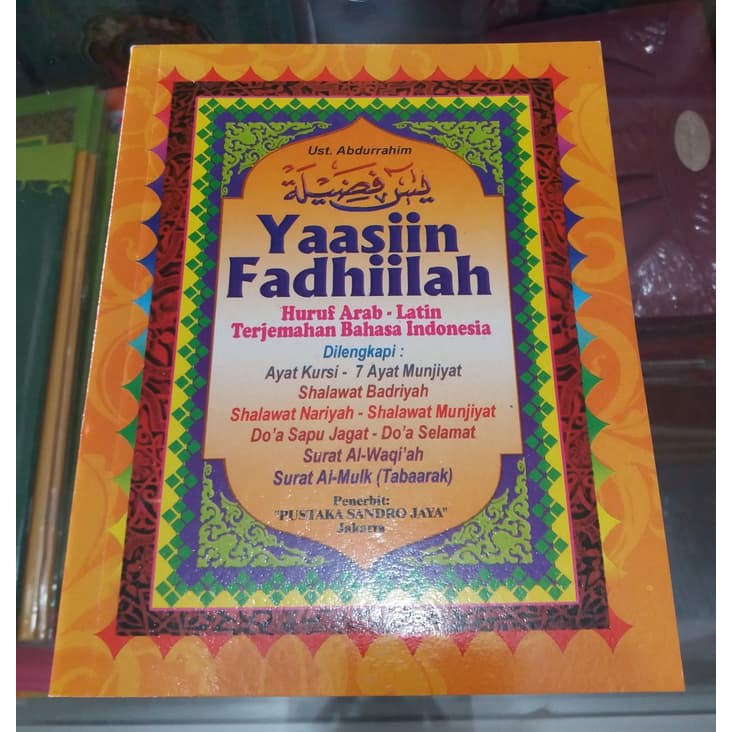 Ust. Abdurrahim
يس فضيلة
Yaasiin
Fadhiilah
Huruf Arab - Latin
Terjemahan Bahasa Indonesia
Dilengkapi :
Ayat Kursi - 7 Ayat Munjiyat
Shalawat Badriyah
Shalawat Nariyah - Shalawat Munjiyat
Do'a Sapu Jagat - Do'a Selamat
Surat Al-Waqi'ah
Surat Al-Mulk (Tabaarak)
Penerbit:
"PUSTAKA SANDRO JAYA"
Jakarta